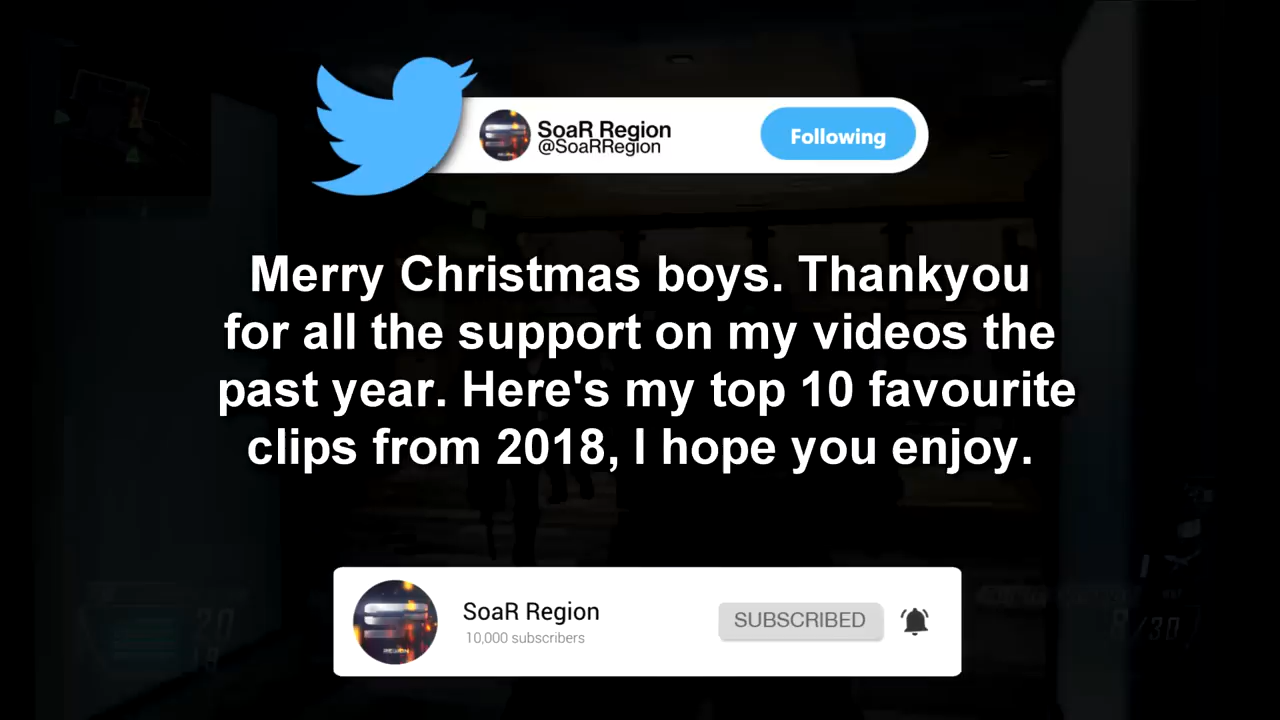 SoaR Region
@SoaRRegion
Following
Merry Christmas boys. Thankyou
for all the support on my videos the
past year. Here's my top 10 favourite
clips from 2018, I hope you enjoy.
SoaR Region
10,000 subscribers
SUBSCRIBED